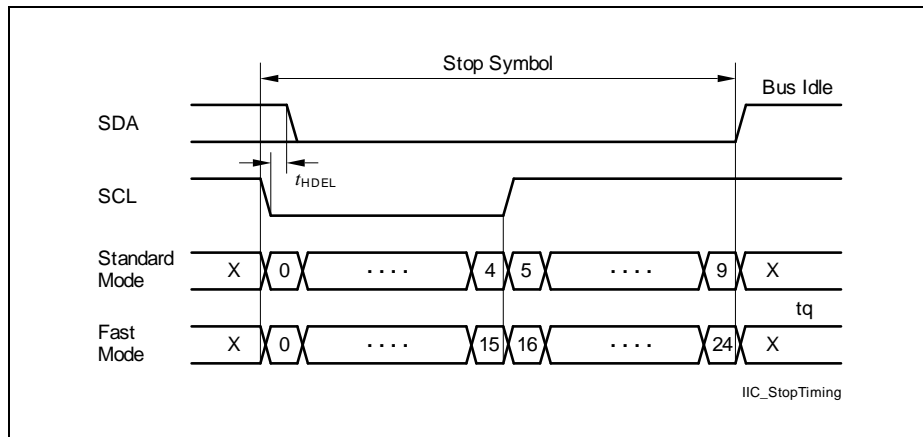 Stop Symbol
Bus Idle
SDA
tHDEL
SCL
Standard Mode
X 0 . . . . 4 5 . . . . 9 X
tq
Fast Mode
X 0 . . . . 15 16 . . . . 24 X
IIC_StopTiming